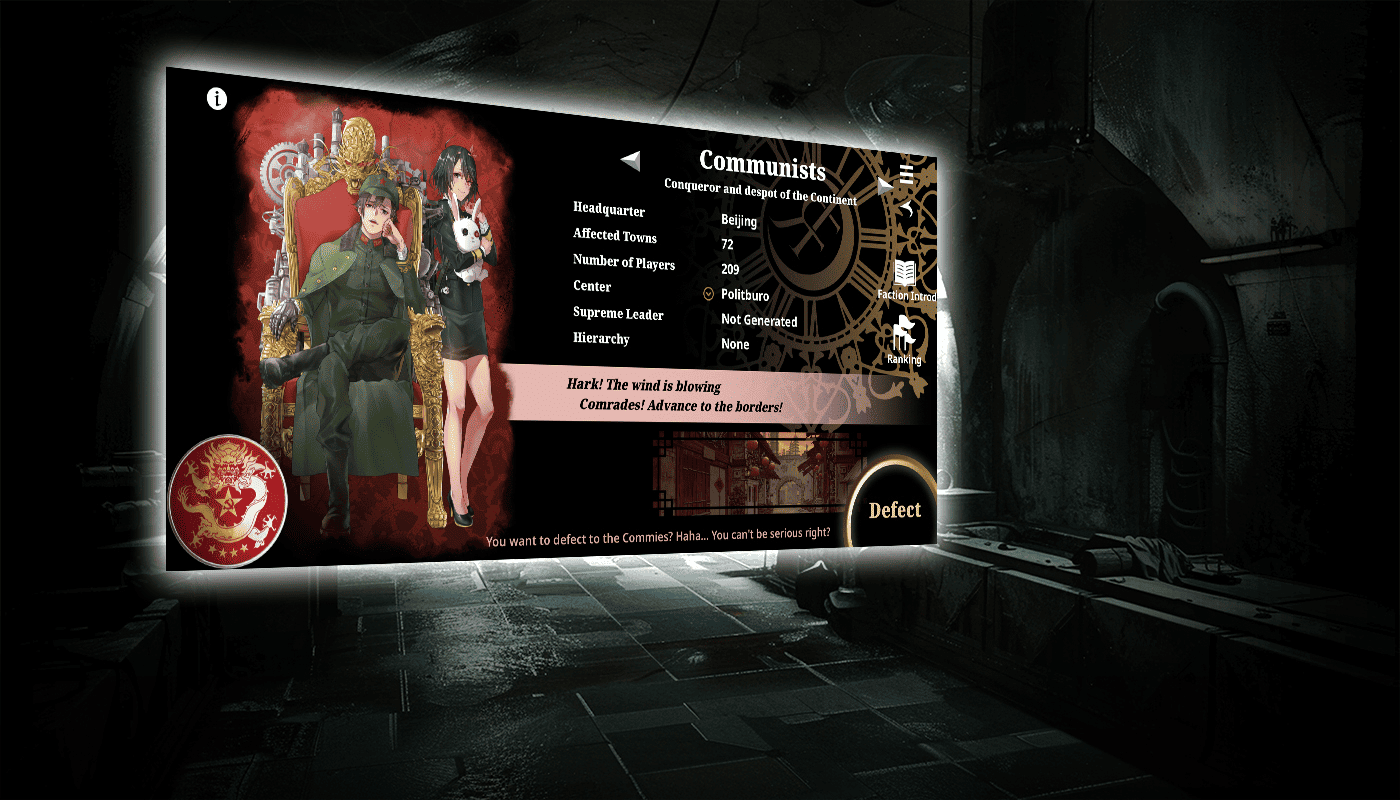 Communists
Conqueror and despot of the Continent
Headquarter Beijing
Affected Towns 72
Number of Players 209
Center Politburo
Supreme Leader Not Generated
Hierarchy None
Faction Introd
Ranking
Hark! The wind is blowing
Comrades! Advance to the borders!
Defect
You want to defect to the Commies? Haha... You can't be serious right?